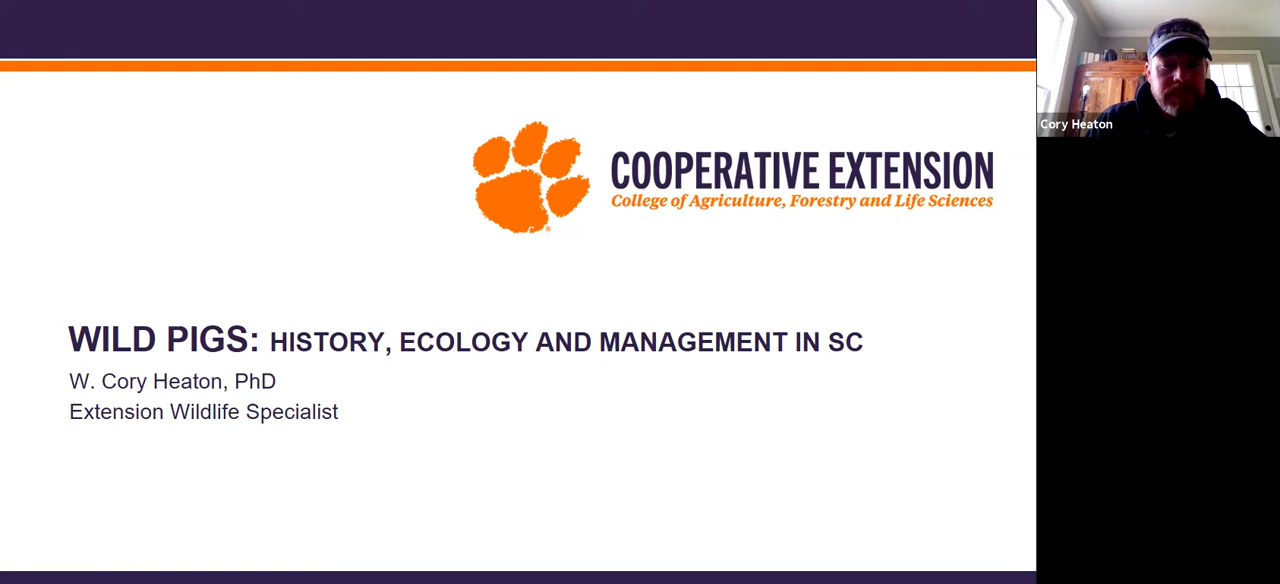 COOPERATIVE EXTENSION
College of Agriculture, Forestry and Life Sciences
Cory Heaton
WILD PIGS: HISTORY, ECOLOGY AND MANAGEMENT IN SC
W. Cory Heaton, PhD
Extension Wildlife Specialist